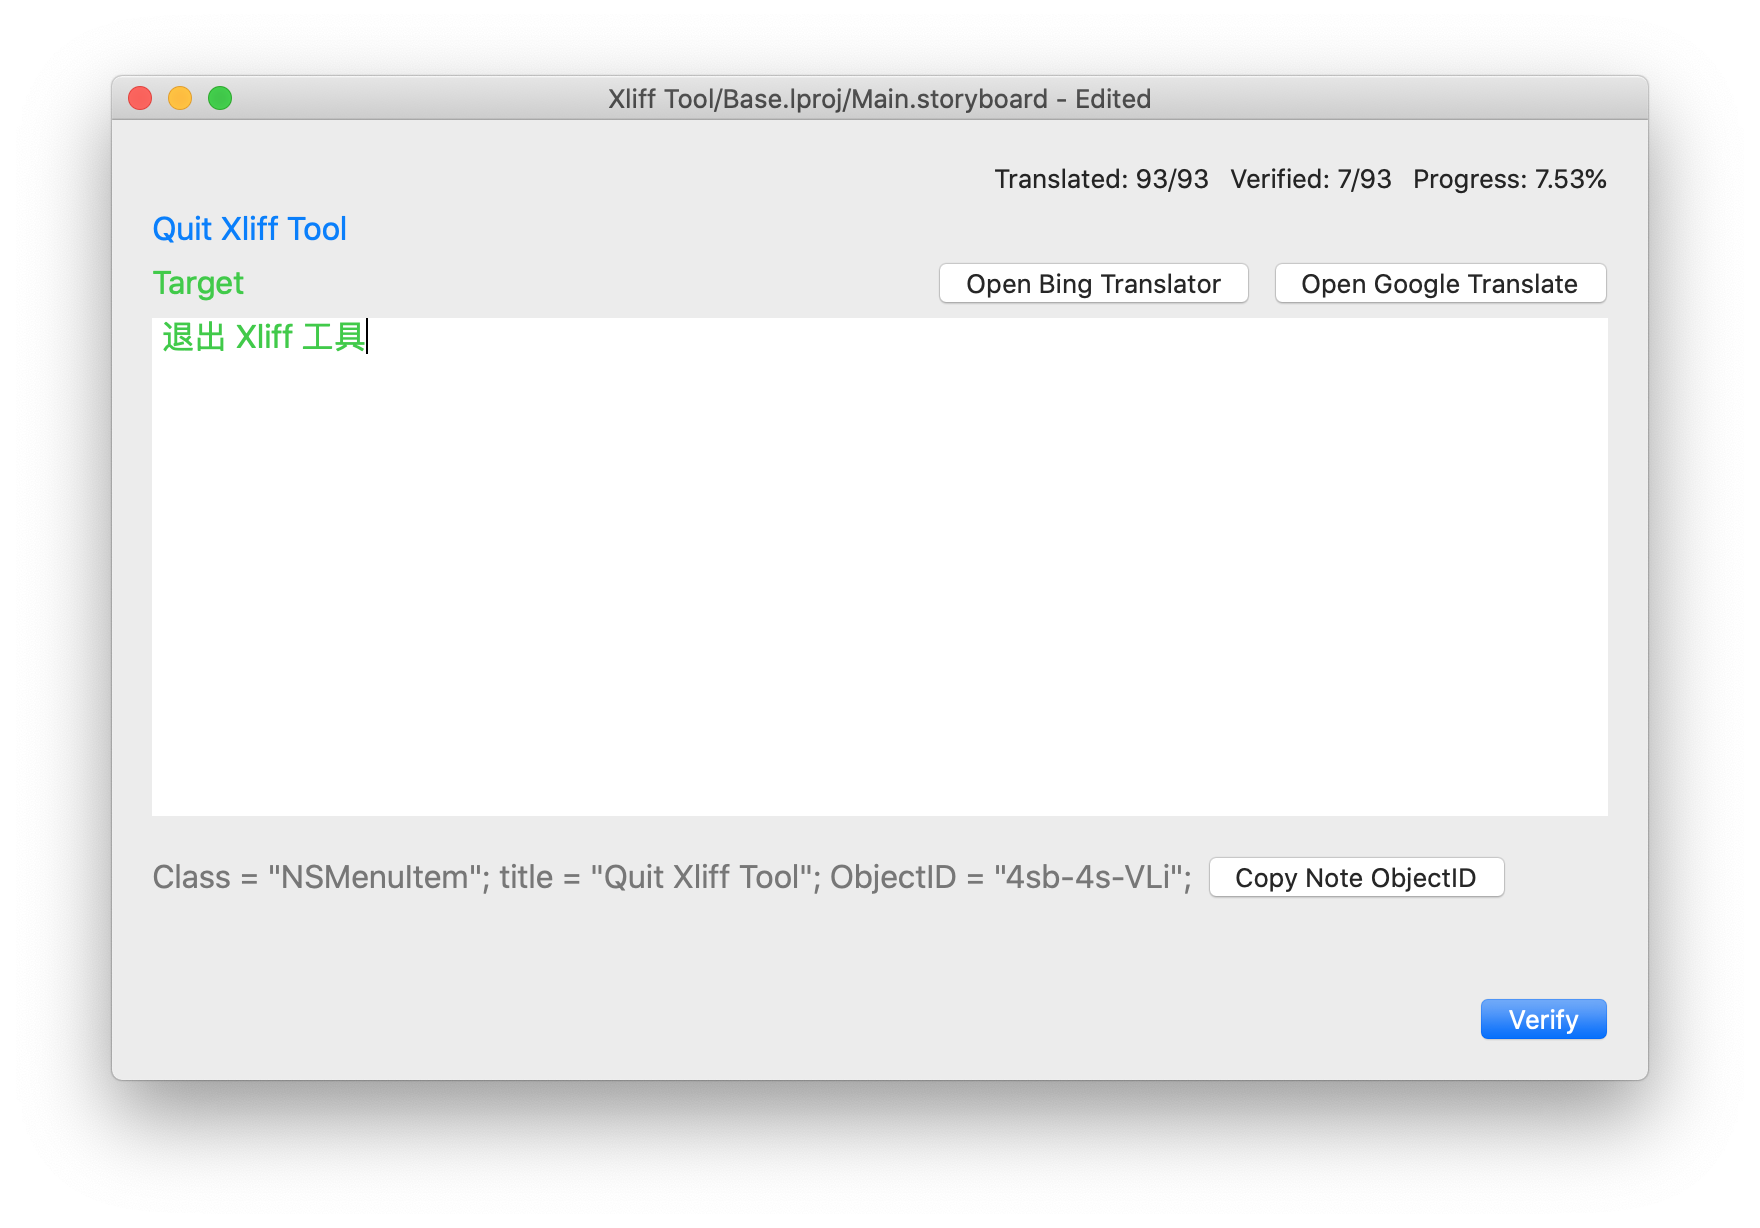 Xliff Tool/Base.lproj/Main.storyboard - Edited
Translated: 93/93 Verified: 7/93 Progress: 7.53%
Quit Xliff Tool
Target
Open Bing Translator
Open Google Translate
退出 Xliff 工具
Class = "NSMenuItem"; title = "Quit Xliff Tool"; ObjectID = "4sb-4s-VLi";
Copy Note ObjectID
Verify